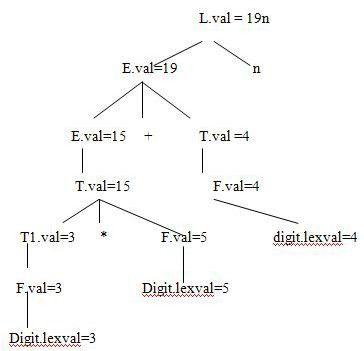 L.val = 19n
E.val=19 n
E.val=15 + T.val =4
T.val=15 F.val=4
T1.val=3 * F.val=5 digit.lexval=4
F.val=3 Digit.lexval=5
Digit.lexval=3